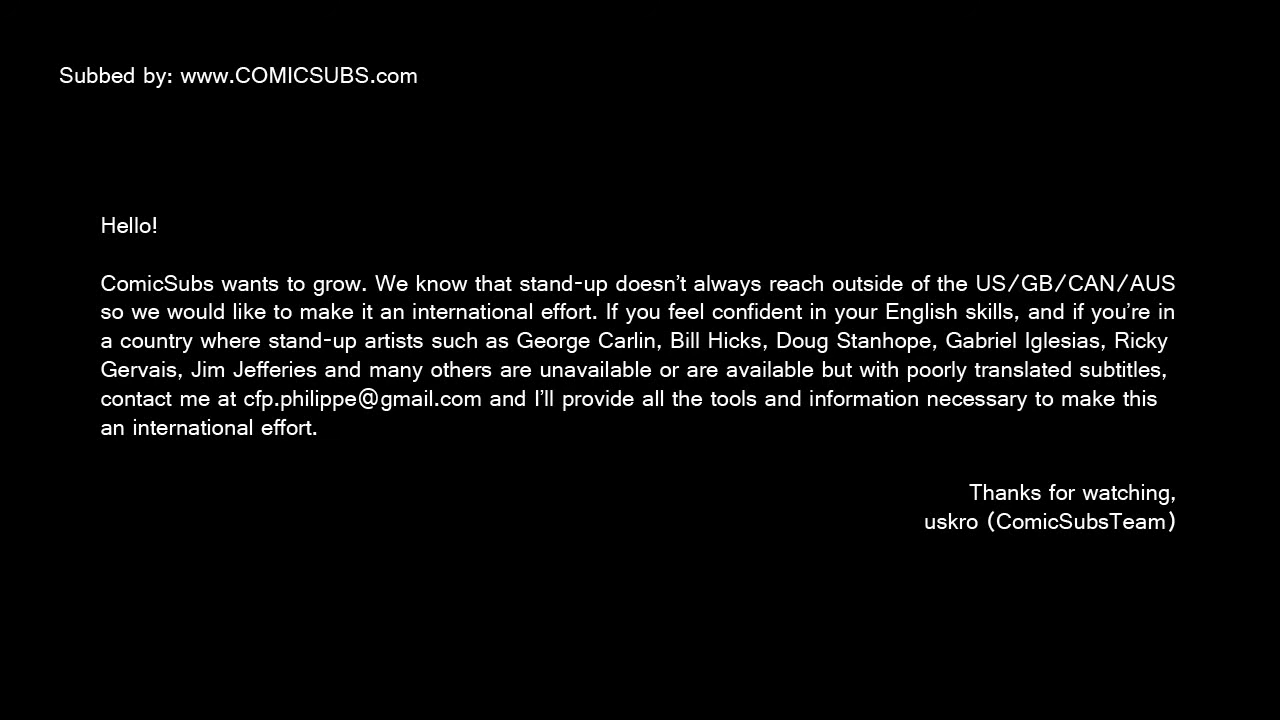 Subbed by: www.COMICSUBS.com
Hello!
ComicSubs wants to grow. We know that stand-up doesn't always reach outside of the US/GB/CAN/AUS
so we would like to make it an international effort. If you feel confident in your English skills, and if you're in
a country where stand-up artists such as George Carlin, Bill Hicks, Doug Stanhope, Gabriel Iglesias, Ricky
Gervais, Jim Jefferies and many others are unavailable or are available but with poorly translated subtitles,
contact me at cfp.philippe@gmail.com and I'll provide all the tools and information necessary to make this
an international effort.
Thanks for watching,
uskro (ComicSubsTeam)